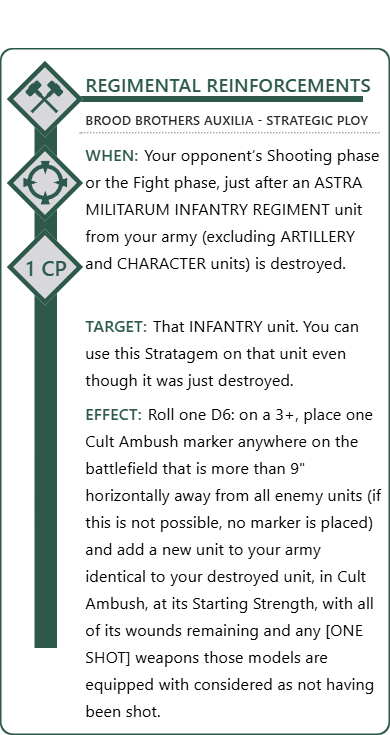 REGIMENTAL REINFORCEMENTS
BROOD BROTHERS AUXILIA - STRATEGIC PLOY
WHEN: Your opponent's Shooting phase
or the Fight phase, just after an ASTRA
MILITARUM INFANTRY REGIMENT unit
from your army (excluding ARTILLERY
1 CP
and CHARACTER units) is destroyed.
TARGET: That INFANTRY unit. You can
use this Stratagem on that unit even
though it was just destroyed.
EFFECT: Roll one D6: on a 3+, place one
Cult Ambush marker anywhere on the
battlefield that is more than 9"
horizontally away from all enemy units (if
this is not possible, no marker is placed)
and add a new unit to your army
identical to your destroyed unit, in Cult
Ambush, at its Starting Strength, with all
of its wounds remaining and any [ONE
SHOT] weapons those models are
equipped with considered as not having
been shot.